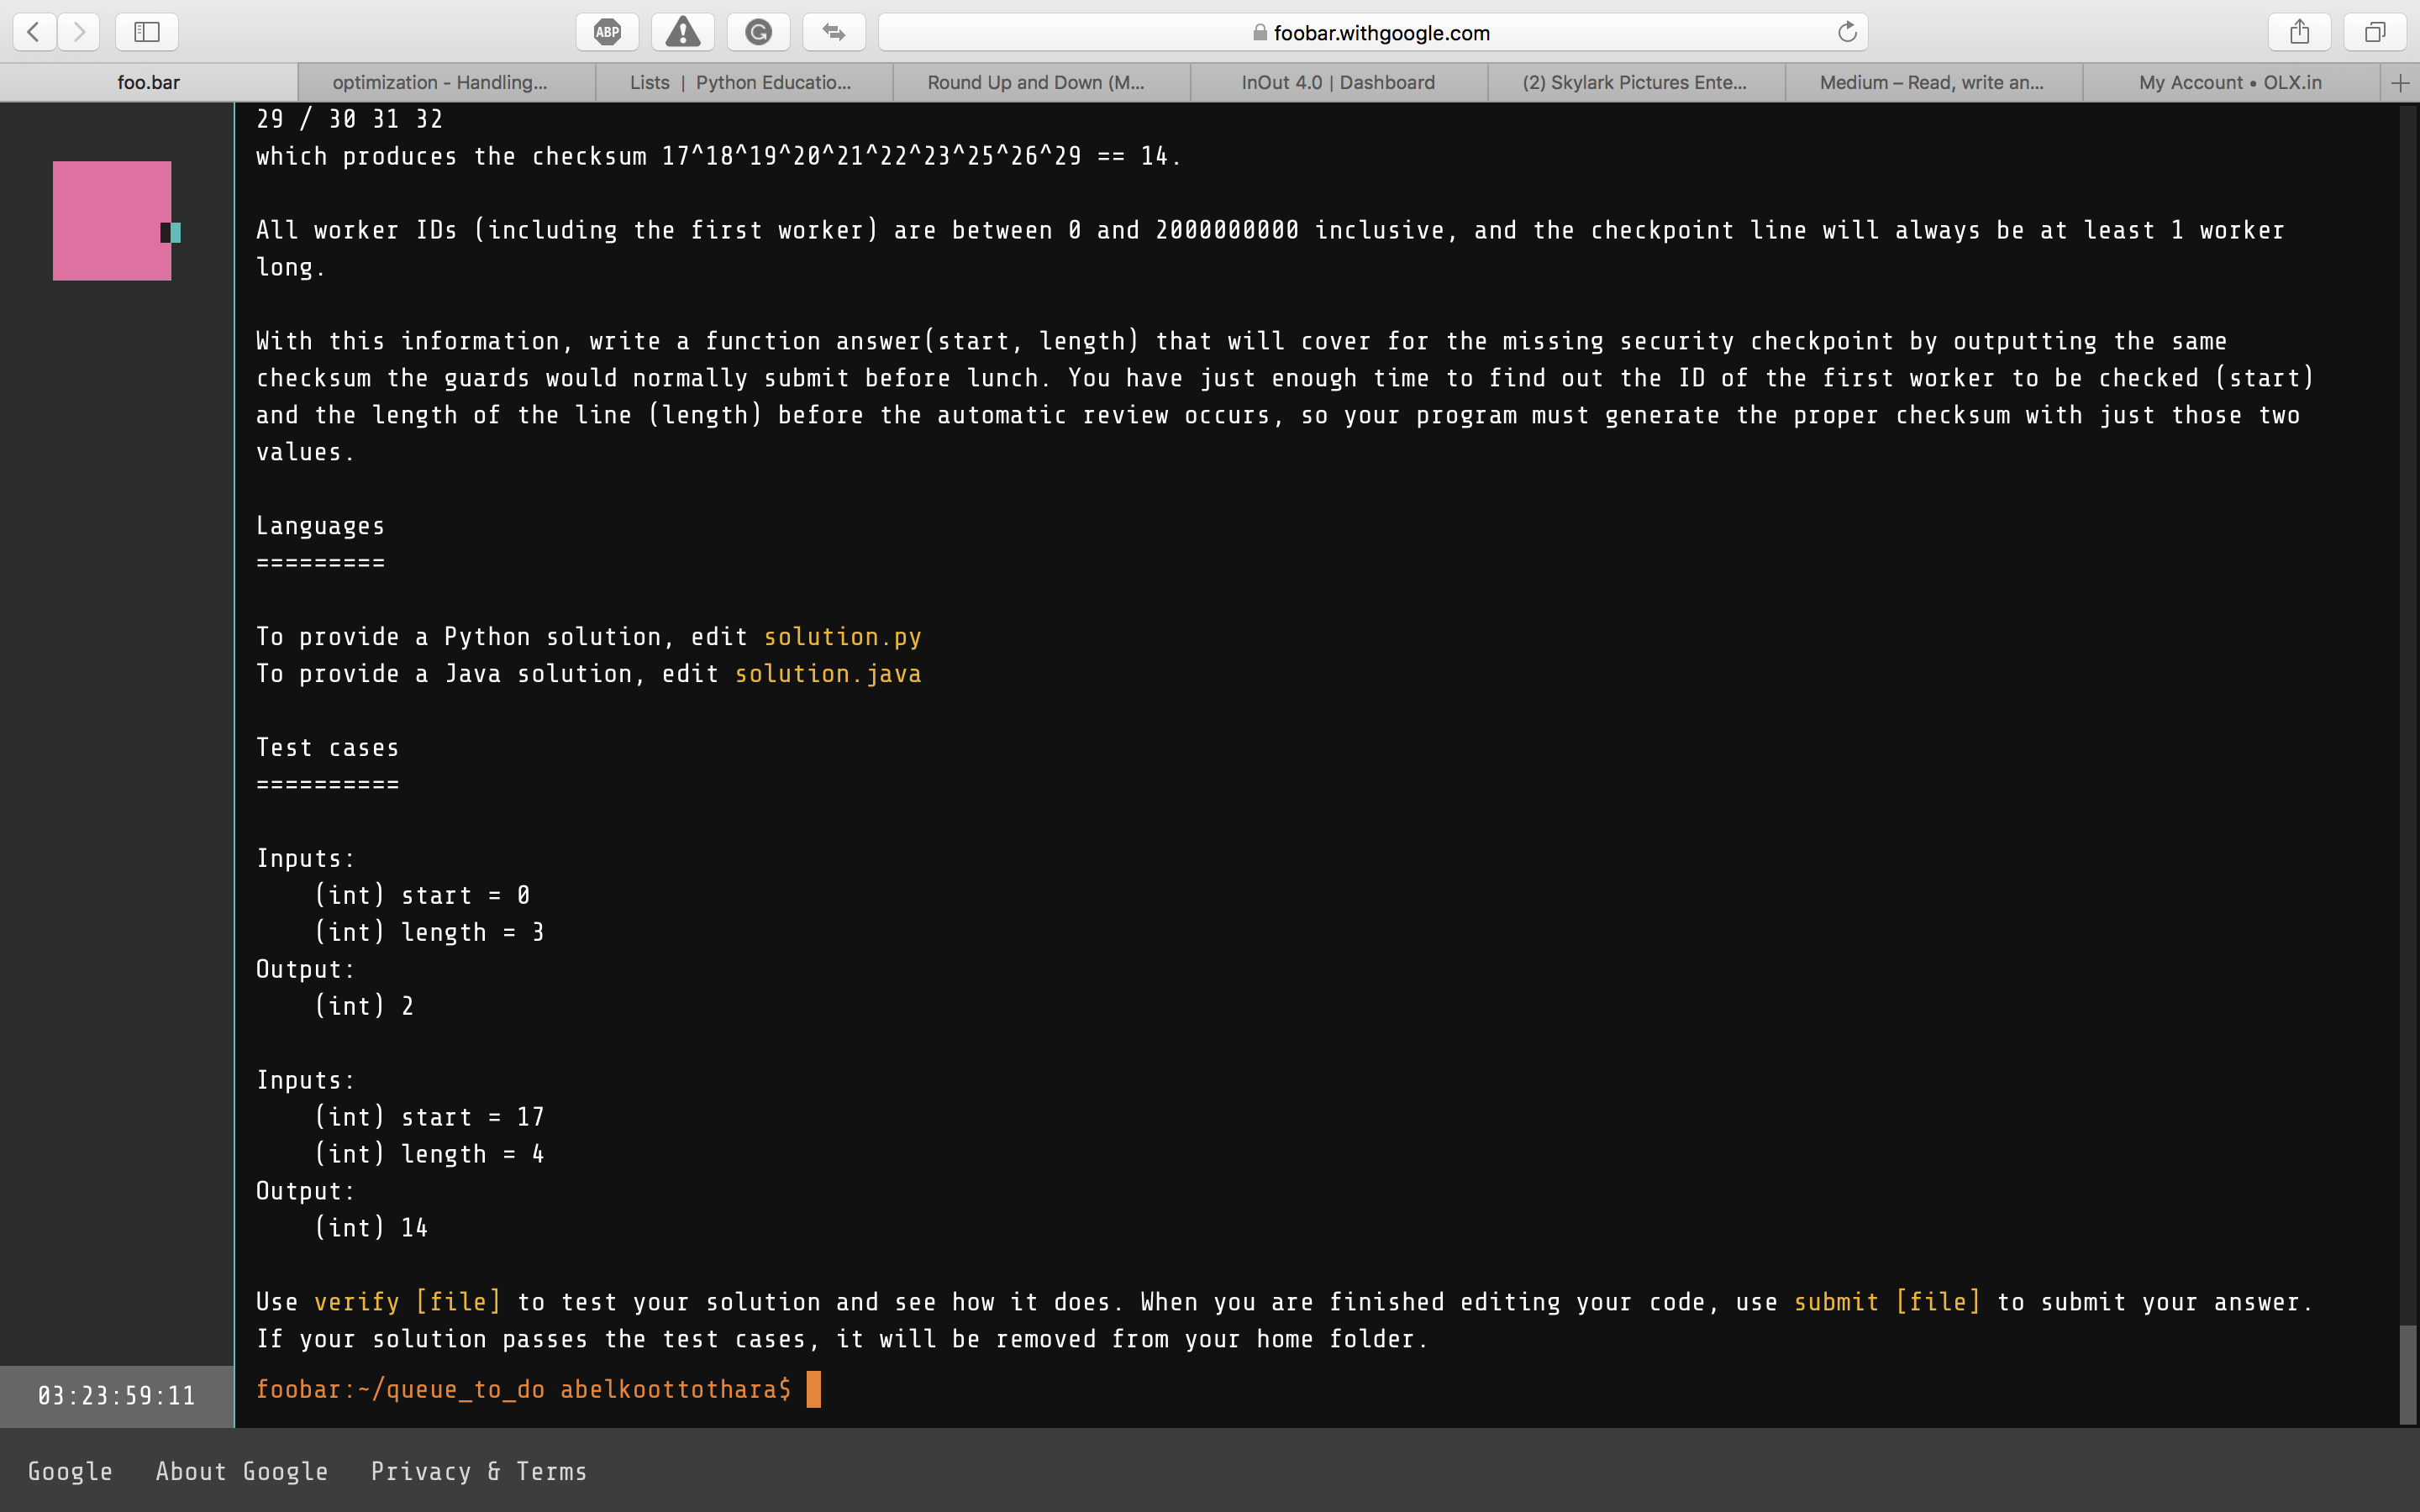 ABP
foobar.withgoogle.com
foo.bar
optimization - Handling...
Lists | Python Educatio...
Round Up and Down (M...
InOut 4.0 | Dashboard
(2) Skylark Pictures Ente...
Medium – Read, write an...
My Account • OLX.in
29 / 30 31 32
which produces the checksum 17^18^19^20^21^22^23^25^26^29 == 14.
All worker IDs (including the first worker) are between 0 and 2000000000 inclusive, and the checkpoint line will always be at least 1 worker
long.
With this information, write a function answer(start, length) that will cover for the missing security checkpoint by outputting the same
checksum the guards would normally submit before lunch. You have just enough time to find out the ID of the first worker to be checked (start)
and the length of the line (length) before the automatic review occurs, so your program must generate the proper checksum with just those two
values.
Languages
=========
To provide a Python solution, edit solution.py
To provide a Java solution, edit solution.java
Test cases
==========
Inputs:
(int) start = 0
(int) length = 3
Output:
(int) 2
Inputs:
(int) start = 17
(int) length = 4
Output:
(int) 14
Use verify [file] to test your solution and see how it does. When you are finished editing your code, use submit [file] to submit your answer.
If your solution passes the test cases, it will be removed from your home folder.
foobar:~/queue_to_do abelkoottothara$
03:23:59:11
Google About Google Privacy & Terms